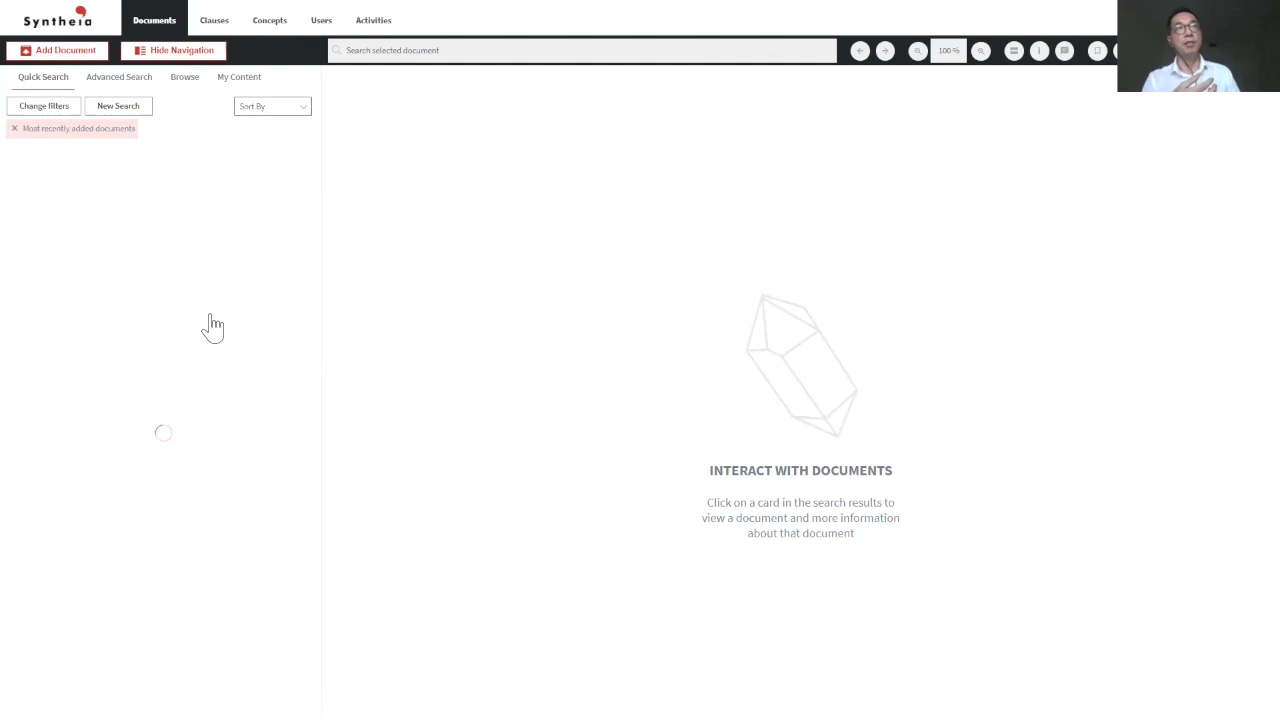 Syntheia
Documents
Clauses
Concepts
Users
Activities
Add Document
Hide Navigation
Search selected document
100 %
Quick Search
Advanced Search
Browse
My Content
Change filters
New Search
Sort By
Most recently added documents
INTERACT WITH DOCUMENTS
Click on a card in the search results to
view a document and more information
about that document